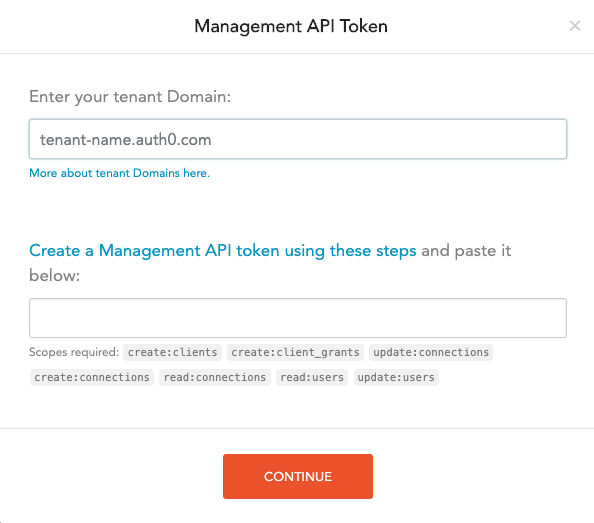 Management API Token
×
Enter your tenant Domain:
tenant-name.auth0.com
More about tenant Domains here.
Create a Management API token using these steps and paste it
below:
Scopes required: create:clients create:client_grants update:connections
create:connections read:connections read:users update:users
CONTINUE